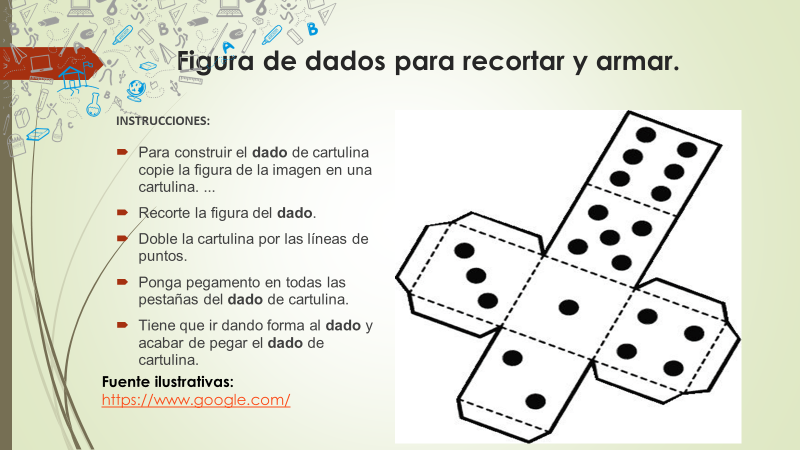 Figura de dados para recortar y armar.
INSTRUCCIONES:
Para construir el dado de cartulina
copie la figura de la imagen en una
cartulina. ...
Recorte la figura del dado.
Doble la cartulina por las líneas de
puntos.
Ponga pegamento en todas las
pestañas del dado de cartulina.
Tiene que ir dando forma al dado y
acabar de pegar el dado de
cartulina.
Fuente ilustrativas:
https://www.google.com/